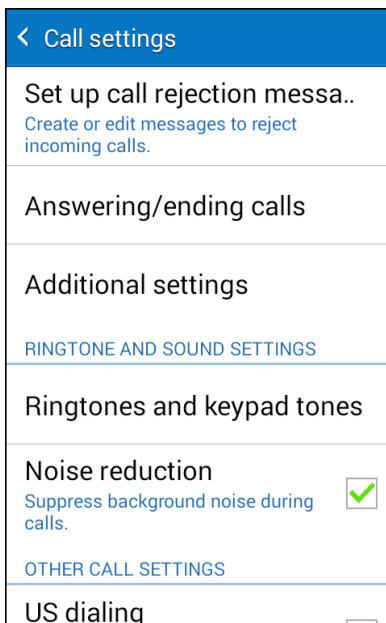 Call settings
Set up call rejection messa..
Create or edit messages to reject
incoming calls.
Answering/ending calls
Additional settings
RINGTONE AND SOUND SETTINGS
Ringtones and keypad tones
Noise reduction
Suppress background noise during
calls.
OTHER CALL SETTINGS
US dialing